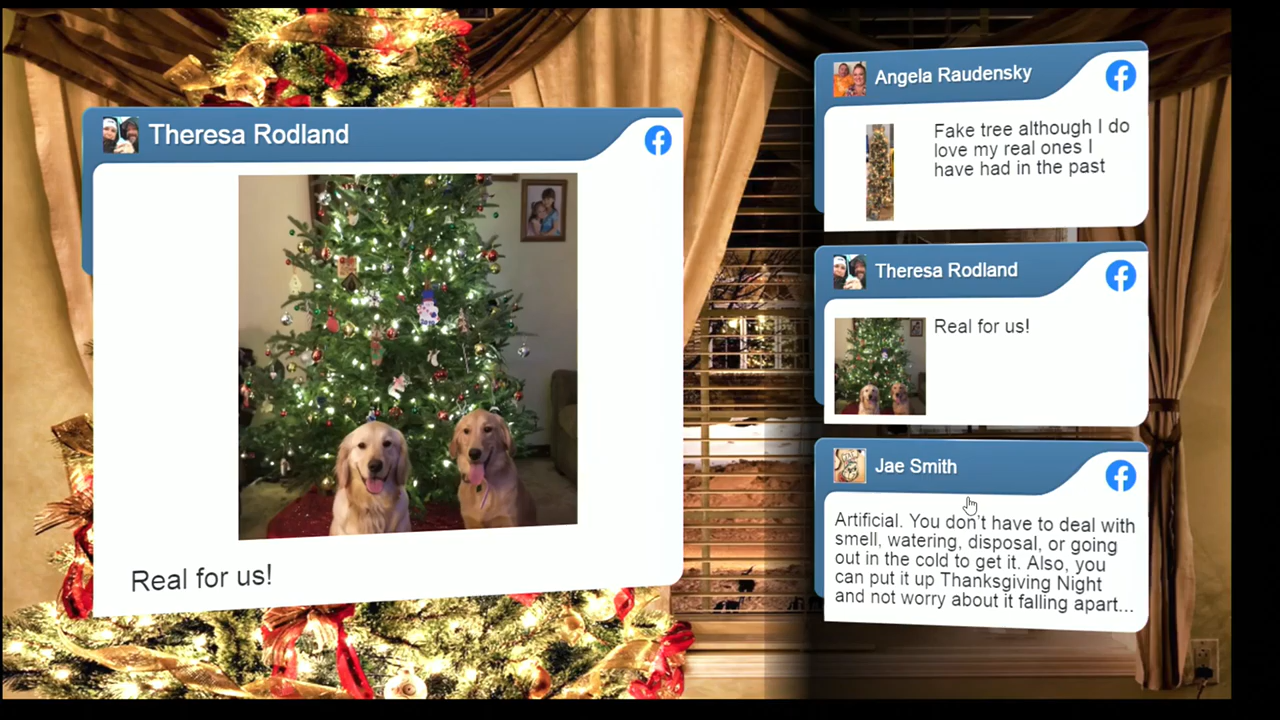 Theresa Rodland
Real for us!
Angela Raudensky
Fake tree although I do
love my real ones I
have had in the past
Theresa Rodland
Real for us!
Jae Smith
Artificial. You don't have to deal with
smell, watering, disposal, or going
out in the cold to get it. Also, you
can put it up Thanksgiving Night
and not worry about it falling apart...